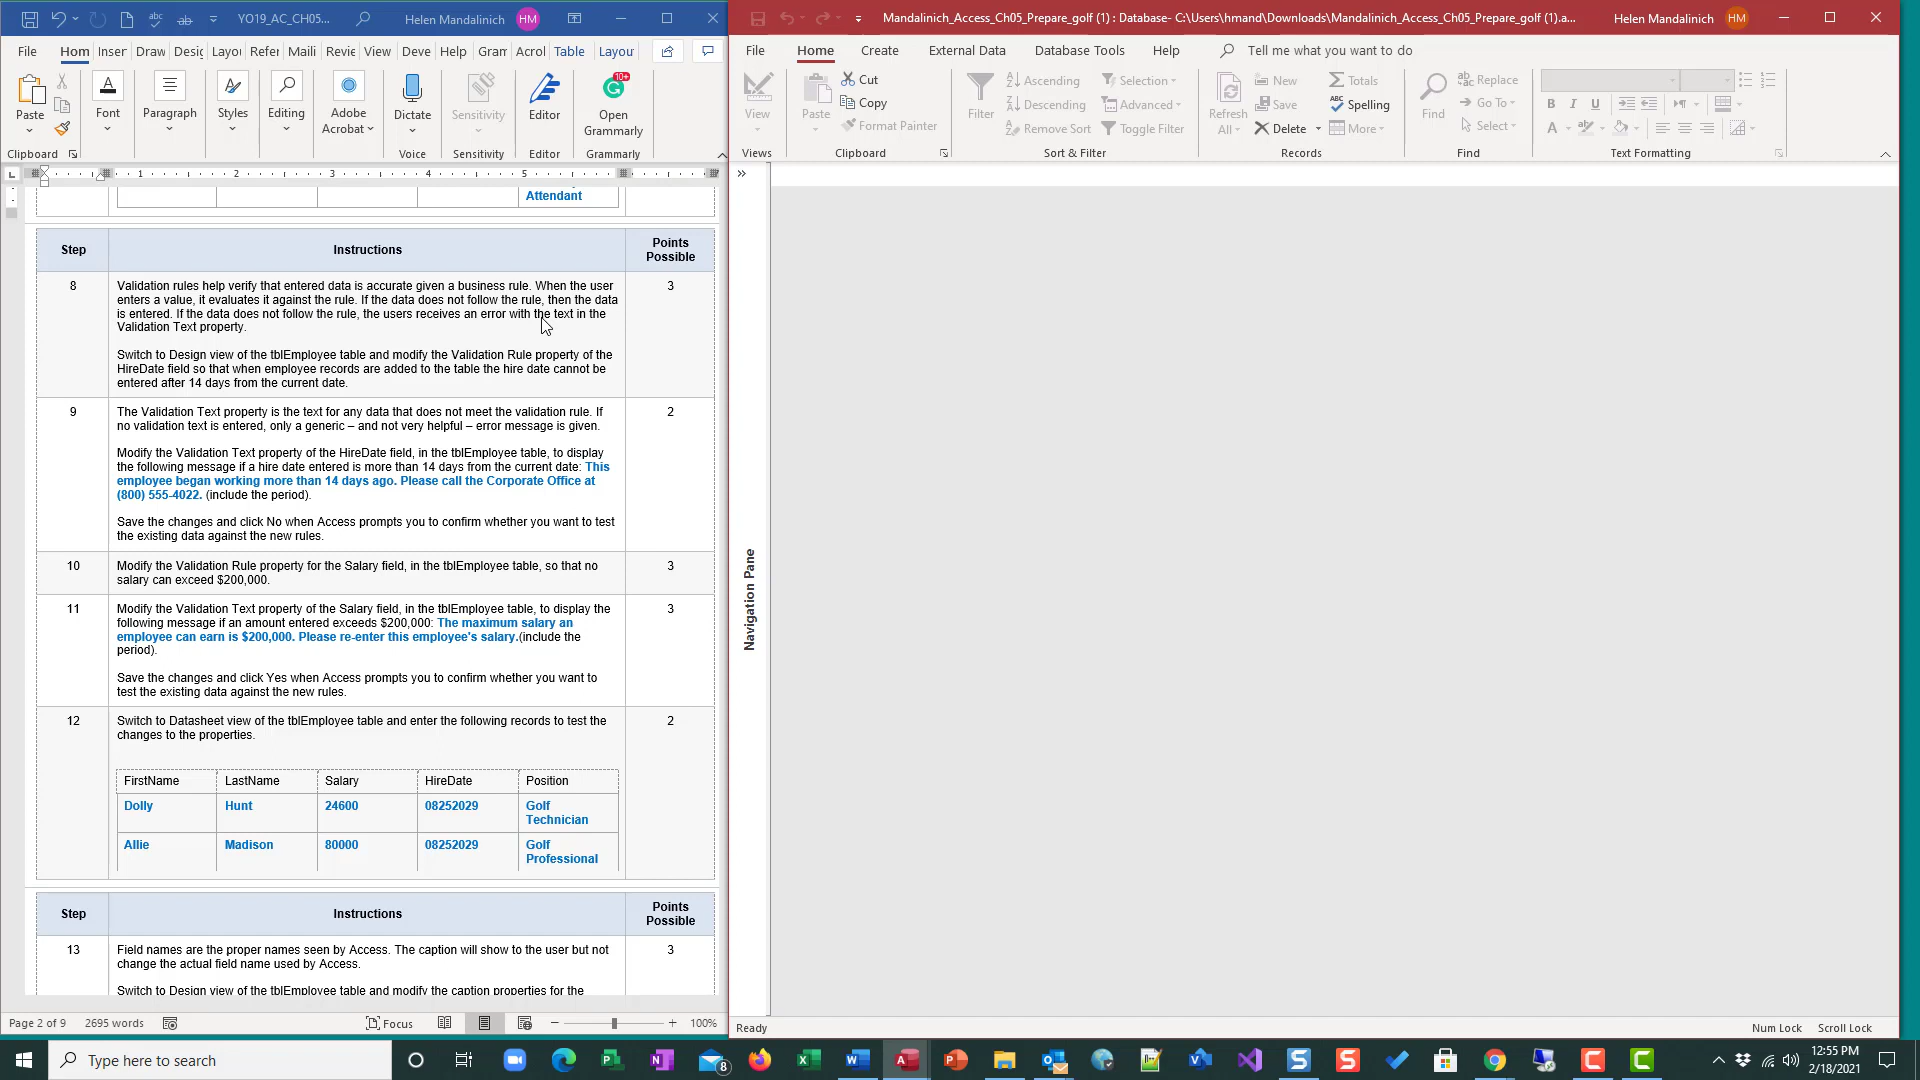 YO19_AC_CH05...
Helen Mandalinich
HM
File Hom Inser Draw Desig Layou Refer Maili Revie View Deve Help Gram Acrol Table Layou
Paste
Font
Paragraph
Styles
Editing
Adobe
Acrobat
Dictate
Sensitivity
Editor
10+
Open
Grammarly
Clipboard
Voice
Sensitivity
Editor
Grammarly
1 2 3 4 5
Attendant
Step Instructions Points
Possible
8 Validation rules help verify that entered data is accurate given a business rule. When the user 3
enters a value, it evaluates it against the rule. If the data does not follow the rule, then the data
is entered. If the data does not follow the rule, the users receives an error with the text in the
Validation Text property.
Switch to Design view of the tblEmployee table and modify the Validation Rule property of the
HireDate field so that when employee records are added to the table the hire date cannot be
entered after 14 days from the current date.
9 The Validation Text property is the text for any data that does not meet the validation rule. If 2
no validation text is entered, only a generic – and not very helpful – error message is given.
Modify the Validation Text property of the HireDate field, in the tblEmployee table, to display
the following message if a hire date entered is more than 14 days from the current date: This
employee began working more than 14 days ago. Please call the Corporate Office at
(800) 555-4022. (include the period).
Save the changes and click No when Access prompts you to confirm whether you want to test
the existing data against the new rules.
10 Modify the Validation Rule property for the Salary field, in the tblEmployee table, so that no 3
salary can exceed $200,000.
11 Modify the Validation Text property of the Salary field, in the tblEmployee table, to display the 3
following message if an amount entered exceeds $200,000: The maximum salary an
employee can earn is $200,000. Please re-enter this employee's salary.(include the
period).
Save the changes and click Yes when Access prompts you to confirm whether you want to
test the existing data against the new rules.
12 Switch to Datasheet view of the tblEmployee table and enter the following records to test the 2
changes to the properties.
FirstName LastName Salary HireDate Position
Dolly Hunt 24600 08252029 Golf
Technician
Allie Madison 80000 08252029 Golf
Professional
Step Instructions Points
Possible
13 Field names are the proper names seen by Access. The caption will show to the user but not 3
change the actual field name used by Access.
Switch to Design view of the tblEmployee table and modify the caption properties for the
Page 2 of 9 2695 words Focus 100%
Mandalinich_Access_Ch05_Prepare_golf (1) : Database- C:\Users\hmand\Downloads\Mandalinich_Access_Ch05_Prepare_golf (1).a...
Helen Mandalinich
HM
File Home Create External Data Database Tools Help Tell me what you want to do
View
Views
Paste
Cut
Copy
Format Painter
Clipboard
Filter
Ascending
Descending
Remove Sort
Selection
Advanced
Toggle Filter
Sort & Filter
Refresh
All
New
Save
Delete
Totals
Spelling
More
Records
Find
Replace
Go To
Select
Find
B I U
A
Text Formatting
Navigation Pane
Ready Num Lock Scroll Lock
Type here to search
8
12:55 PM
2/18/2021